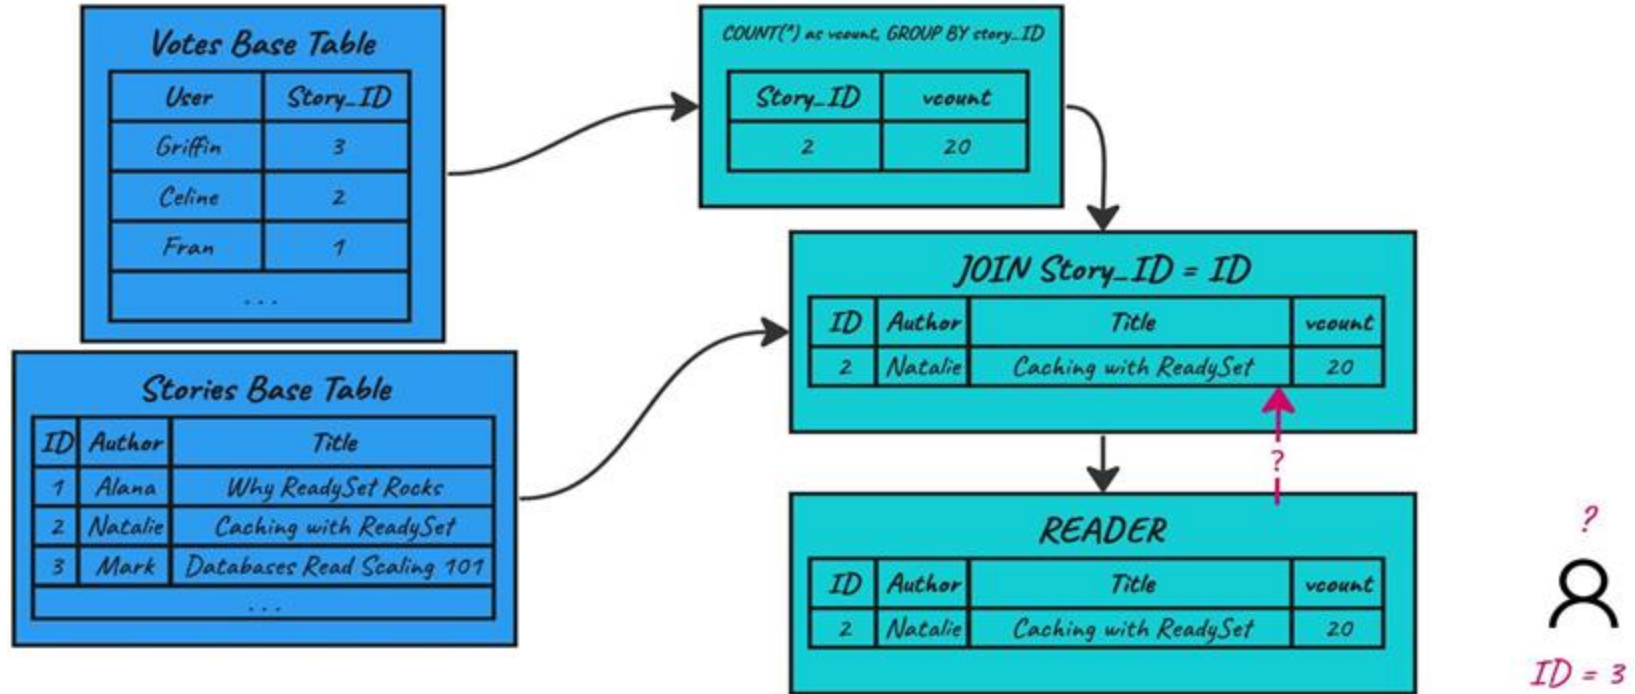 Votes Base Table
User Story_ID
Griffin 3
Celine 2
Fran 1
...
COUNT(*) as vcount, GROUP BY story_ID
Story_ID vcount
2 20
JOIN Story_ID = ID
ID Author Title vcount
2 Natalie Caching with ReadySet 20
Stories Base Table
ID Author Title
1 Alana Why ReadySet Rocks
2 Natalie Caching with ReadySet
3 Mark Databases Read Scaling 101
...
?
READER
ID Author Title vcount
2 Natalie Caching with ReadySet 20
?
ID = 3